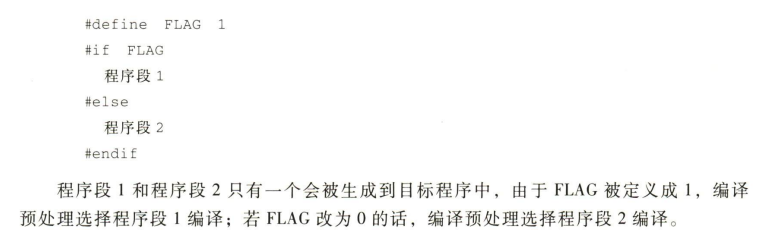 #define FLAG 1
#if FLAG
程序段 1
#else
程序段 2
#endif
程序段 1 和程序段 2 只有一个会被生成到目标程序中，由于 FLAG 被定义成 1，编译
预处理选择程序段 1 编译；若 FLAG 改为 0 的话，编译预处理选择程序段 2 编译。